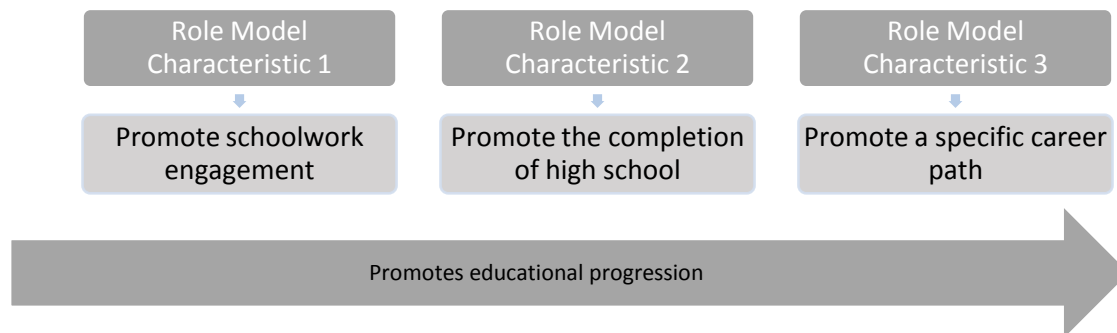 Role Model
Characteristic 1
Role Model
Characteristic 2
Role Model
Characteristic 3
Promote schoolwork
engagement
Promote the completion
of high school
Promote a specific career
path
Promotes educational progression